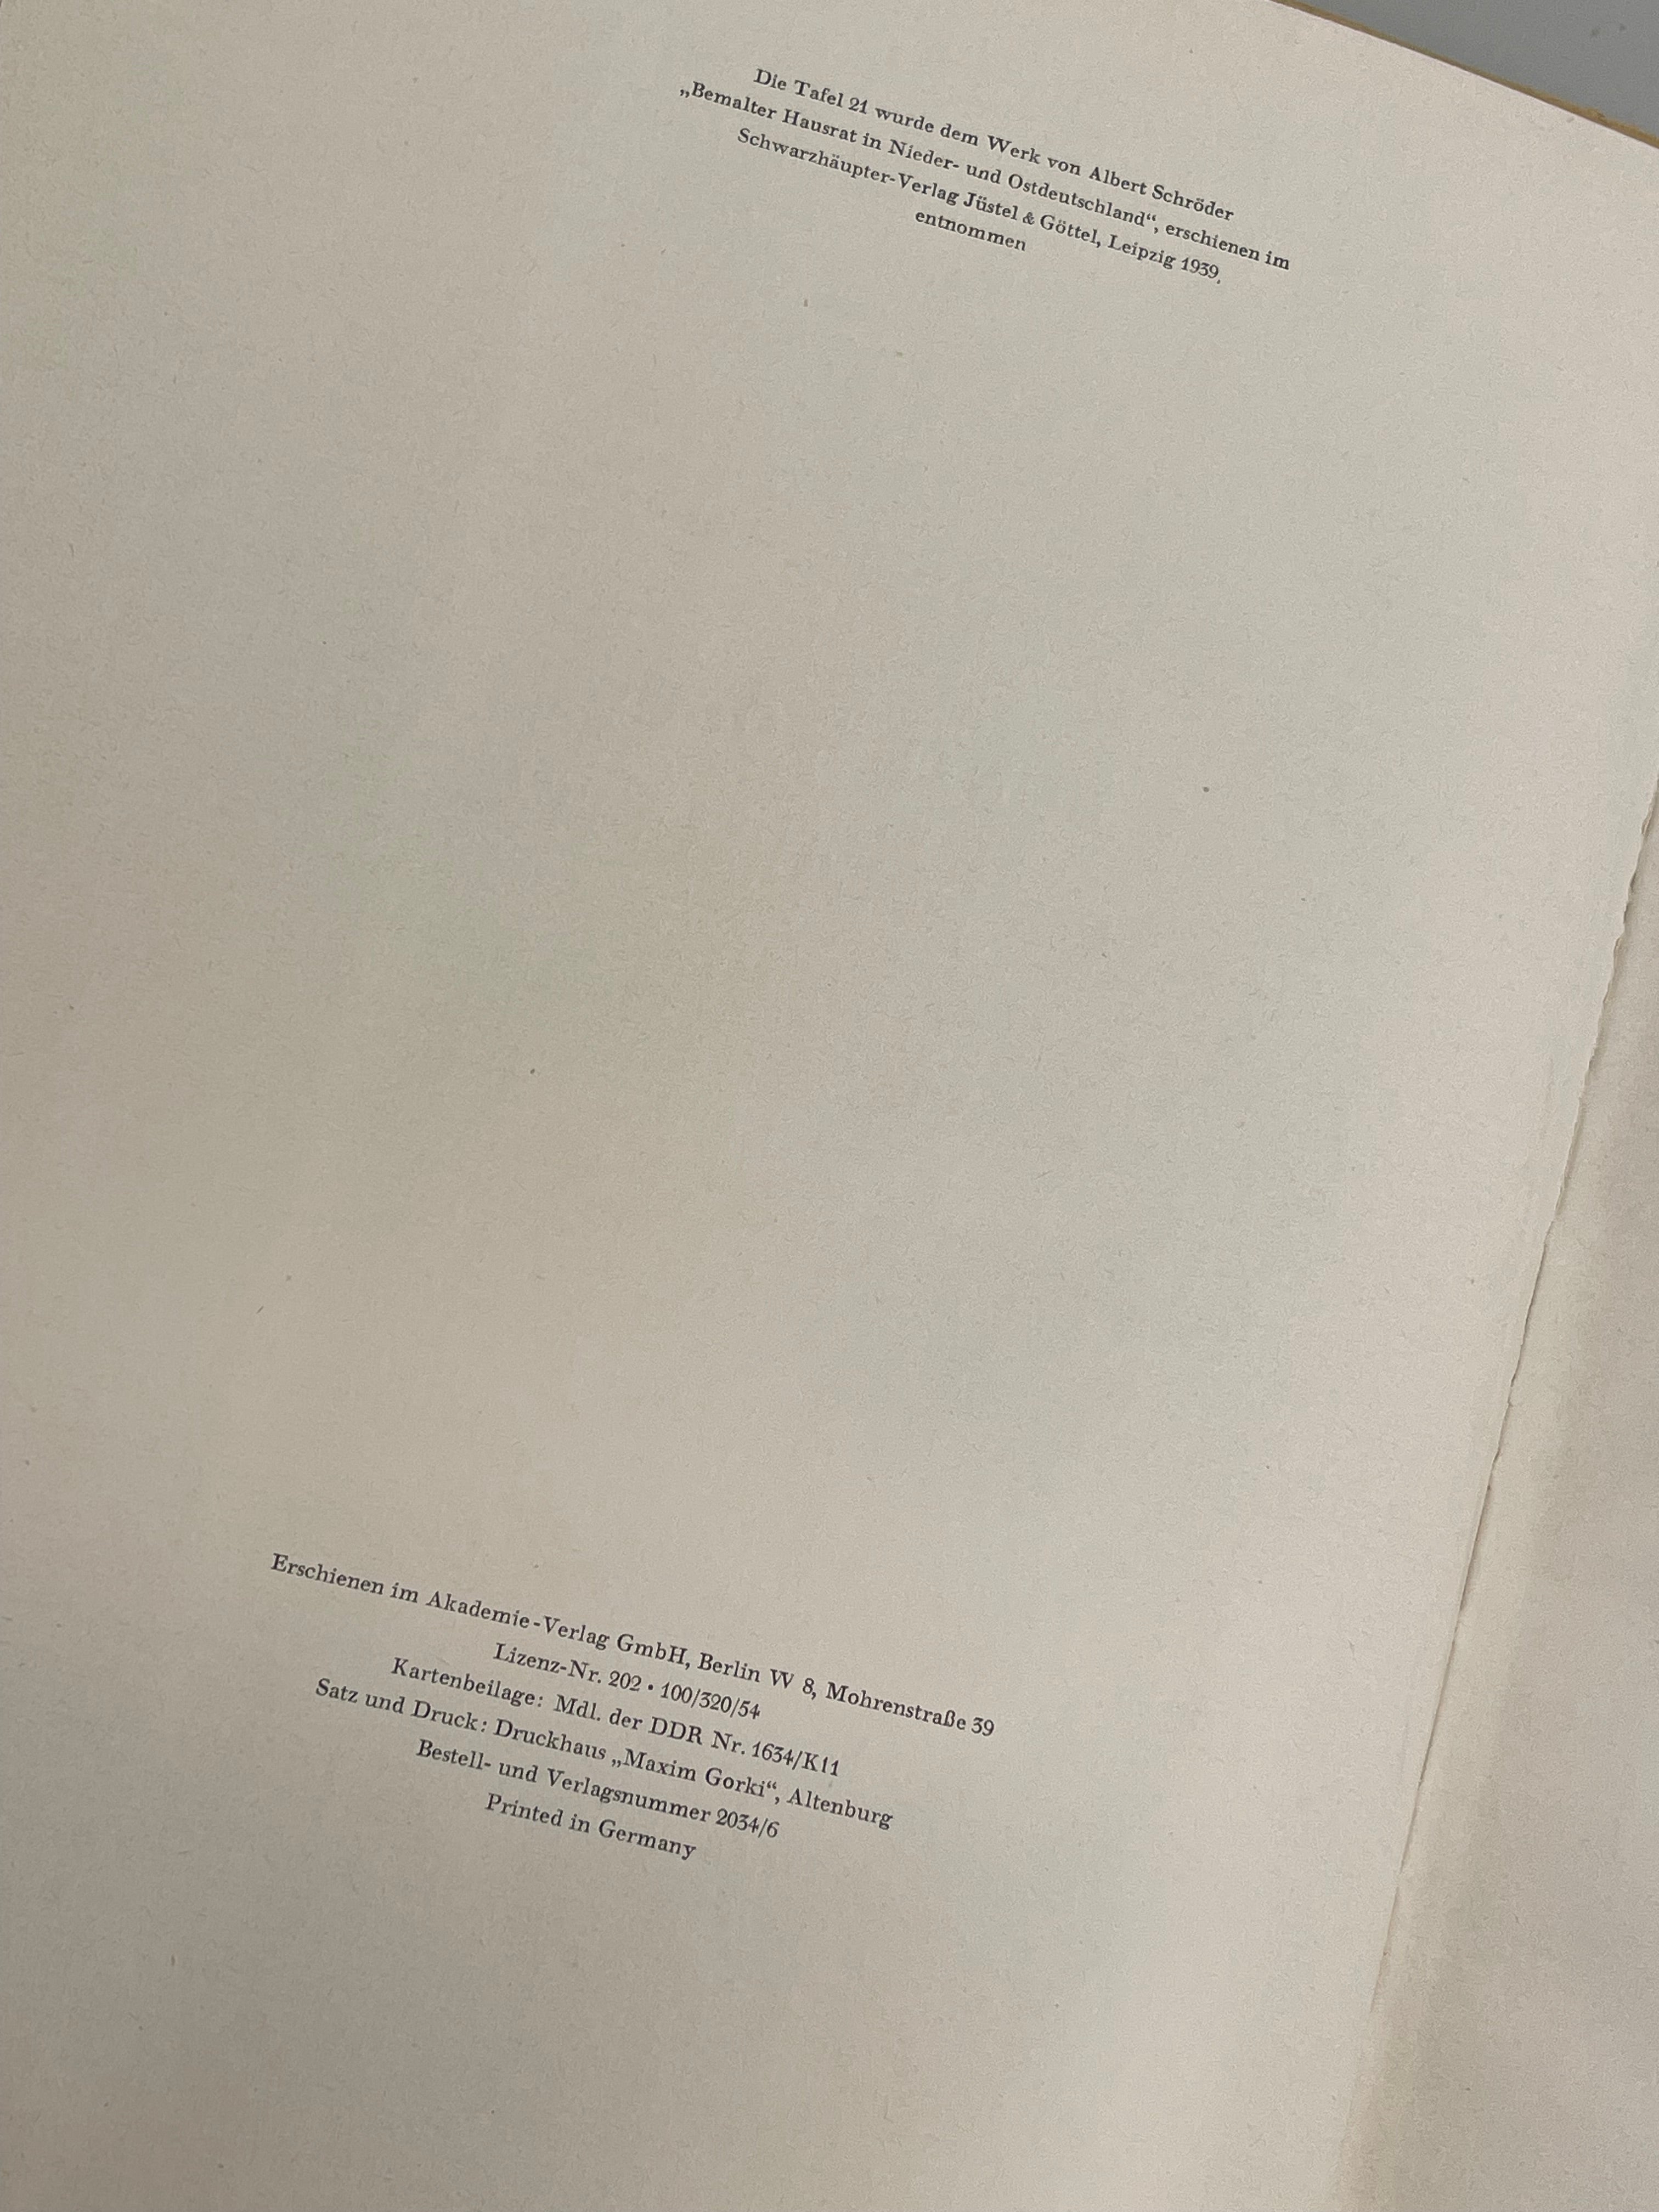 Die Tafel 21 wurde dem Werk von Albert Schröder
„Bemalter Hausrat in Nieder- und Ostdeutschland“, erschienen im
Schwarzhäupter-Verlag Jüstel & Göttel, Leipzig 1939,
entnommen
Erschienen im Akademie-Verlag GmbH, Berlin W 8, Mohrenstraße 39
Lizenz-Nr. 202 • 100/320/54
Kartenbeilage: Mdl. der DDR Nr. 1634/K11
Satz und Druck: Druckhaus „Maxim Gorki“, Altenburg
Bestell- und Verlagsnummer 2034/6
Printed in Germany